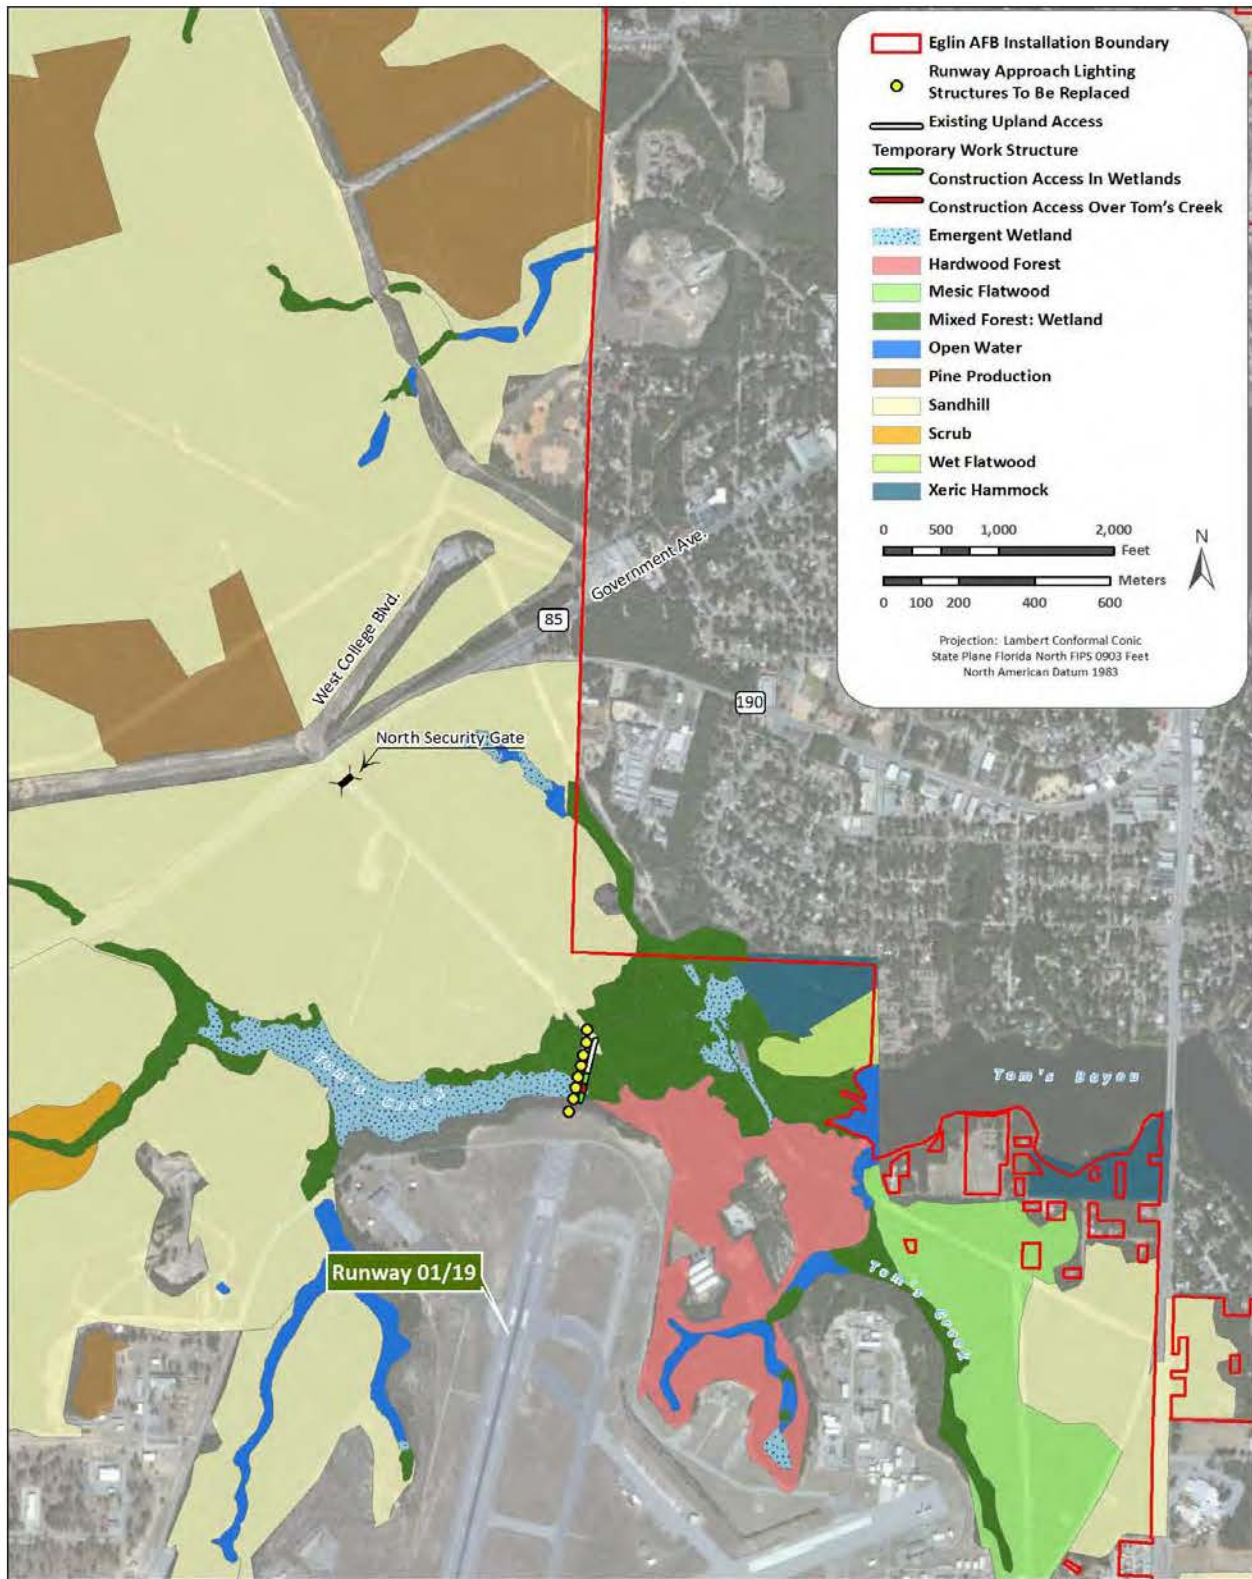 Eglin AFB Installation Boundary
Runway Approach Lighting
Structures To Be Replaced
Existing Upland Access
Temporary Work Structure
Construction Access In Wetlands
Construction Access Over Tom's Creek
Emergent Wetland
Hardwood Forest
Mesic Flatwood
Mixed Forest: Wetland
Open Water
Pine Production
Sandhill
Scrub
Wet Flatwood
Xeric Hammock
0 500 1,000 2,000
Feet
Meters
0 100 200 400 600
N
Projection: Lambert Conformal Conic
State Plane Florida North FIPS 0903 Feet
North American Datum 1983
Government Ave.
85
West College Blvd.
190
North Security Gate
Tom's Creek
Tom's Bayou
Runway 01/19
Tom's Creek